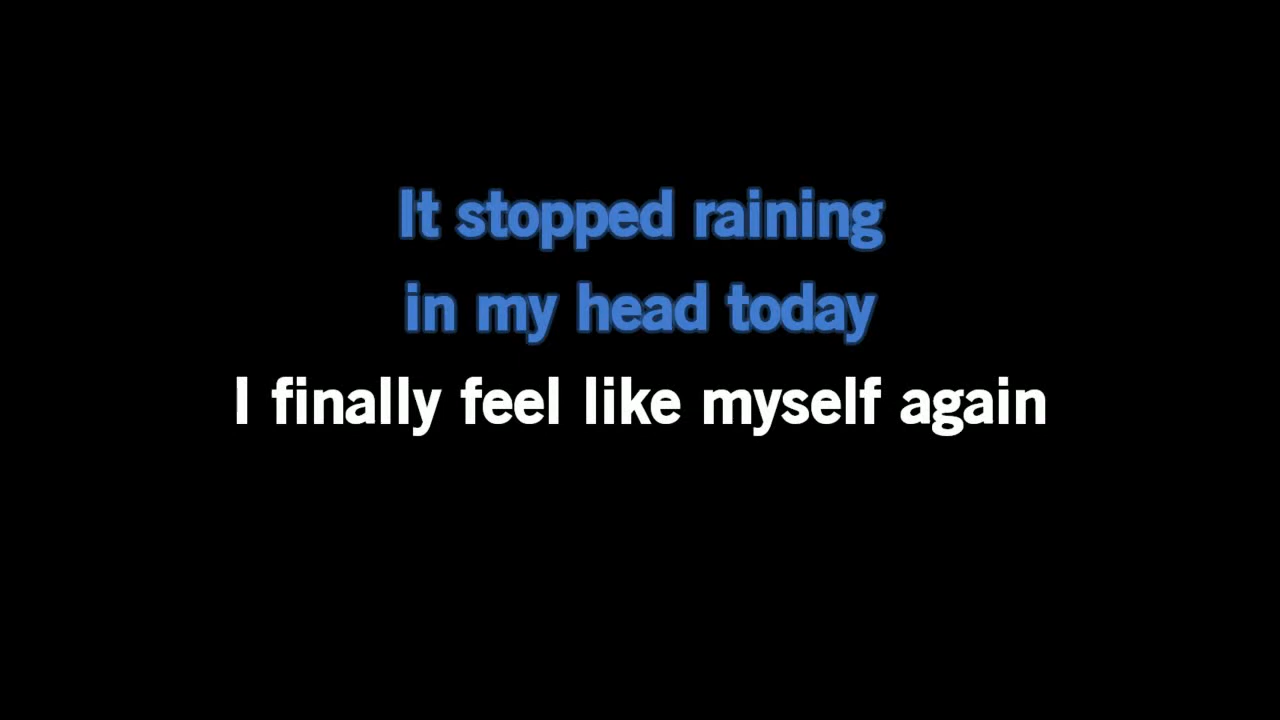 It stopped raining
in my head today
I finally feel like myself again